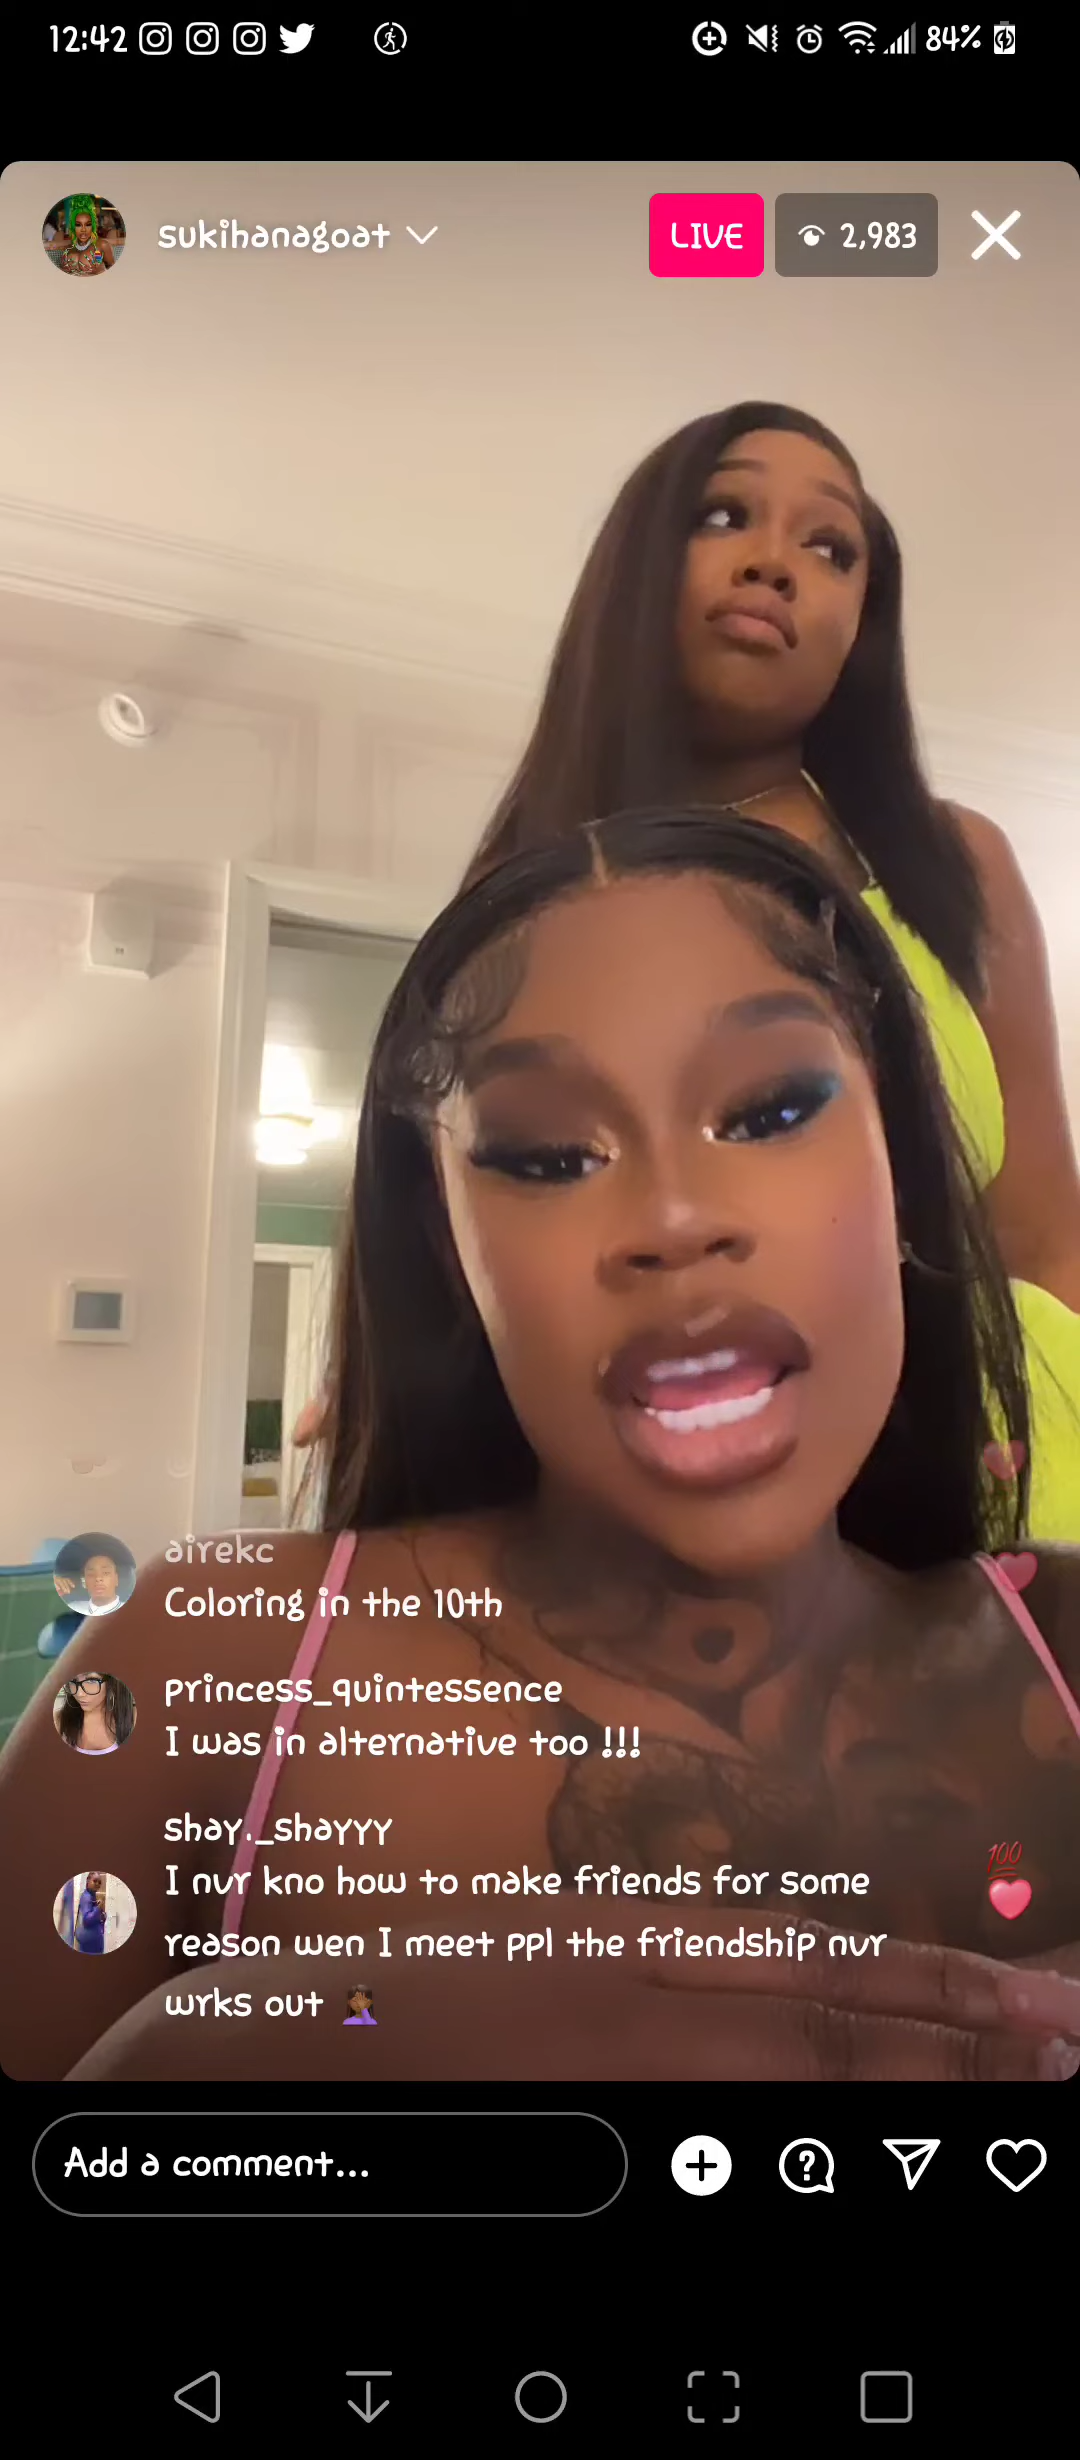 12:42
84%
sukihanagoat
LIVE
2,983
airekc
Coloring in the 10th
princess_quintessence
I was in alternative too !!!
shay._shayyy
I nvr kno how to make friends for some
reason wen I meet ppl the friendship nvr
wrks out 🤦🏾‍♀️
💯
Add a comment...